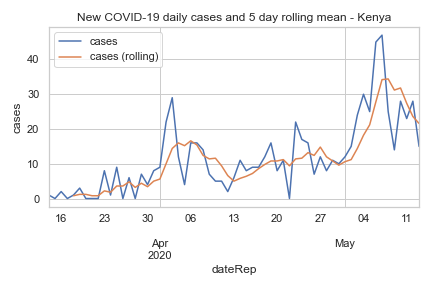 New COVID-19 daily cases and 5 day rolling mean - Kenya
cases
cases (rolling)
cases
40
30
20
10
0
16 23 30 06 13 20 27 04 11
Apr May
2020
dateRep